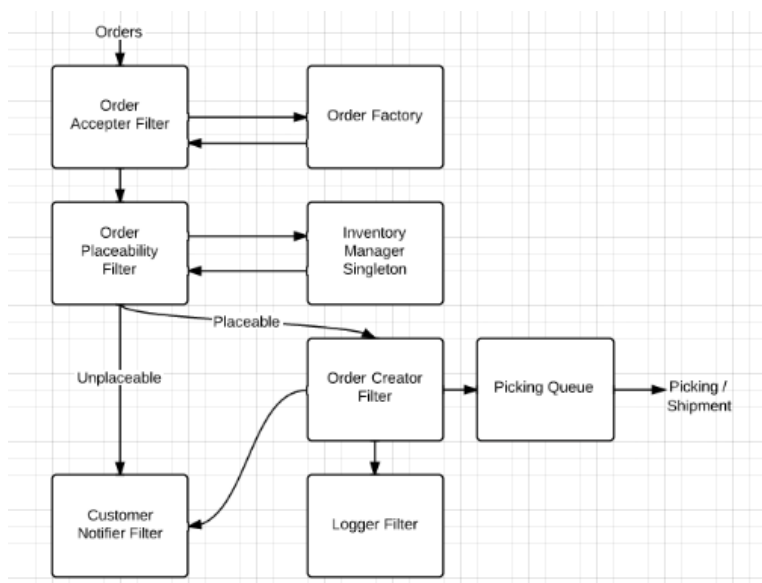 Orders
Order
Accepter Filter
Order Factory
Order
Placeability
Filter
Inventory
Manager
Singleton
Placeable
Unplaceable
Order Creator
Filter
Picking Queue
Picking /
Shipment
Customer
Notifier Filter
Logger Filter